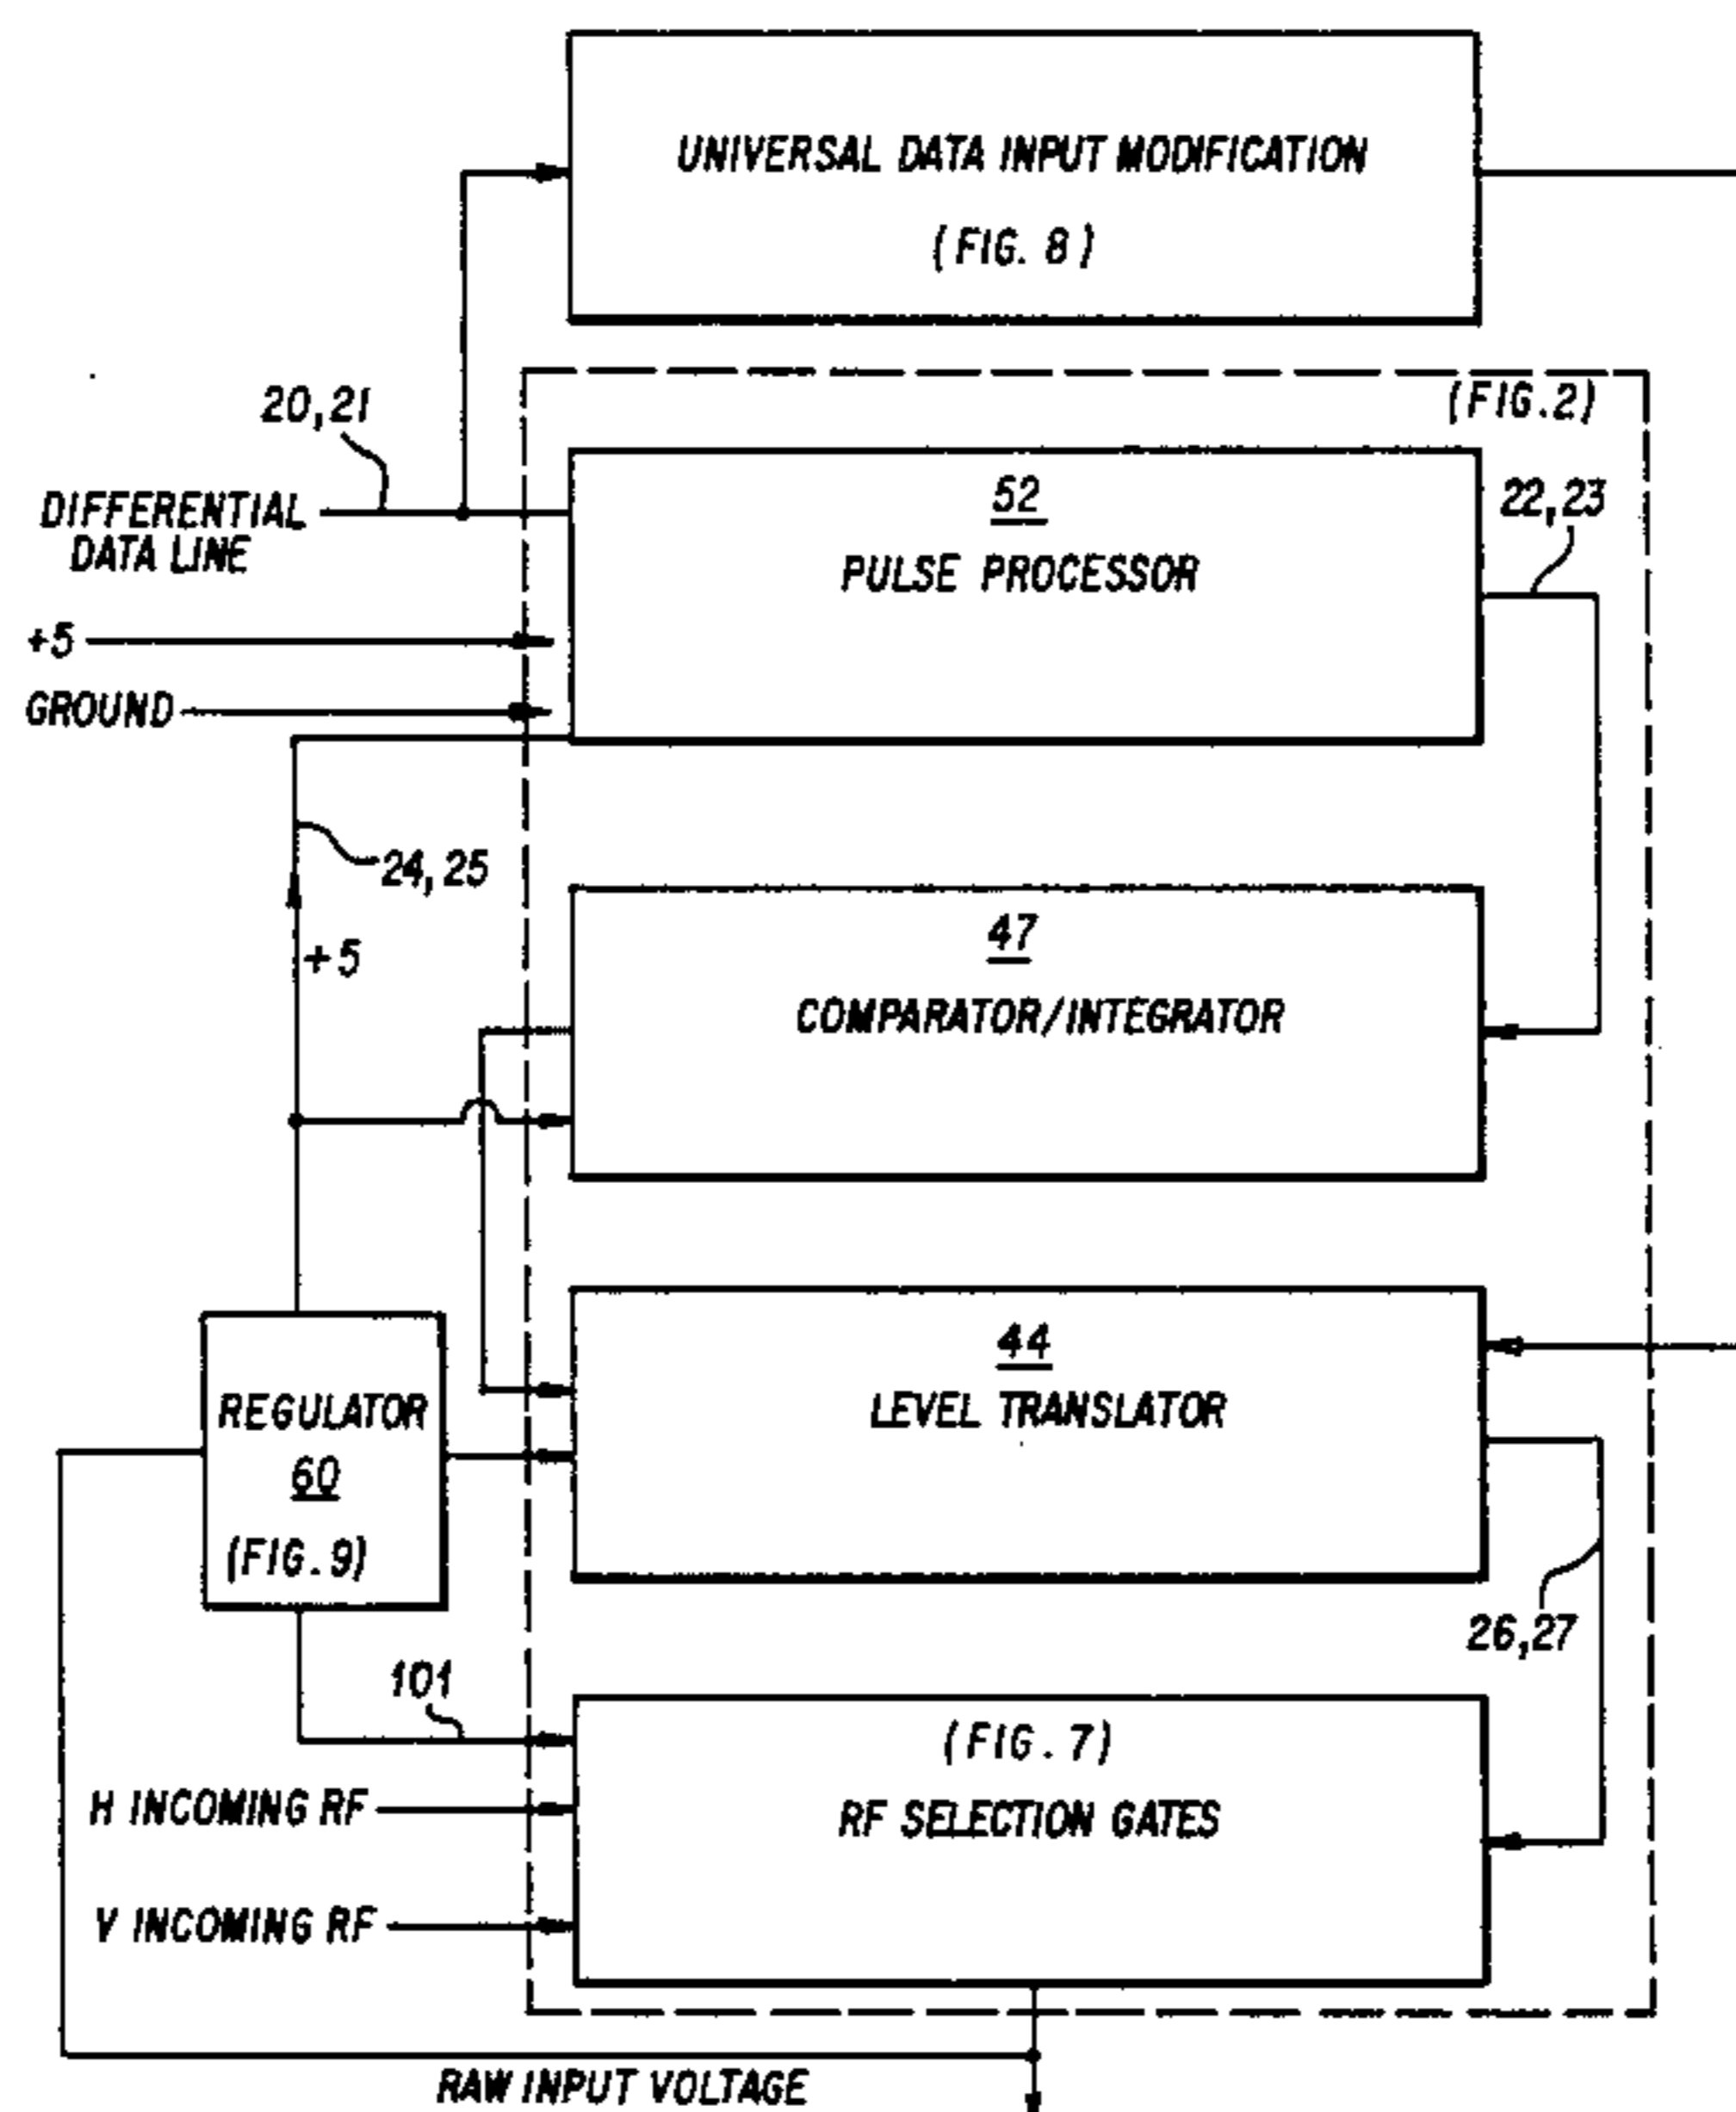 UNIVERSAL DATA INPUT MODIFICATION
(FIG. 8)
(FIG.2)
20,21
DIFFERENTIAL
DATA LINE
52
PULSE PROCESSOR
22,23
+5
GROUND
24,25
+5
47
COMPARATOR/INTEGRATOR
44
LEVEL TRANSLATOR
REGULATOR
60
(FIG.9)
26,27
101
(FIG. 7)
RF SELECTION GATES
H INCOMING RF
V INCOMING RF
RAW INPUT VOLTAGE